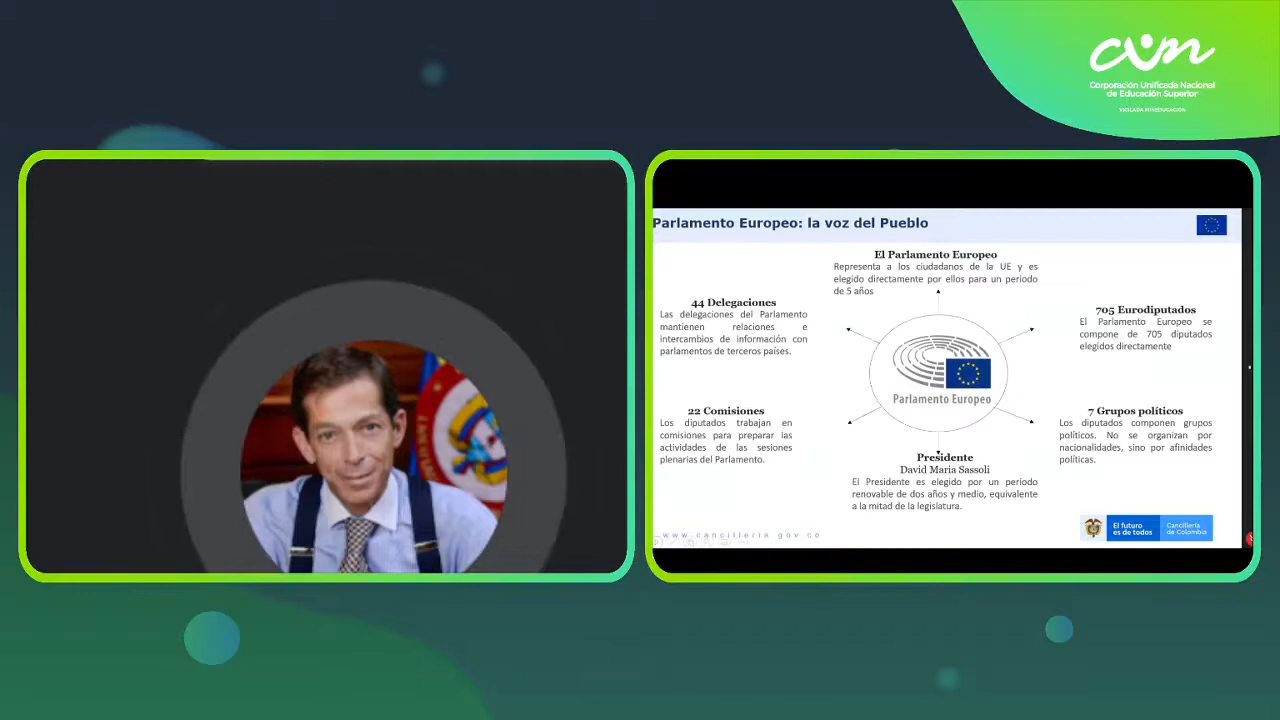 cun
Corporación Unificada Nacional
de Educación Superior
VIGILADA MINEDUCACIÓN
Parlamento Europeo: la voz del Pueblo
El Parlamento Europeo
Representa a los ciudadanos de la UE y es
elegido directamente por ellos para un periodo
de 5 años
44 Delegaciones
Las delegaciones del Parlamento
mantienen relaciones e
intercambios de información con
parlamentos de terceros países.
705 Eurodiputados
El Parlamento Europeo se
compone de 705 diputados
elegidos directamente
Parlamento Europeo
22 Comisiones
Los diputados trabajan en
comisiones para preparar las
actividades de las sesiones
plenarias del Parlamento.
7 Grupos políticos
Los diputados componen grupos
políticos. No se organizan por
nacionalidades, sino por afinidades
políticas.
Presidente
David Maria Sassoli
El Presidente es elegido por un periodo
renovable de dos años y medio, equivalente
a la mitad de la legislatura.
www.cancilleria.gov.co
El futuro
es de todos
Cancillería
de Colombia